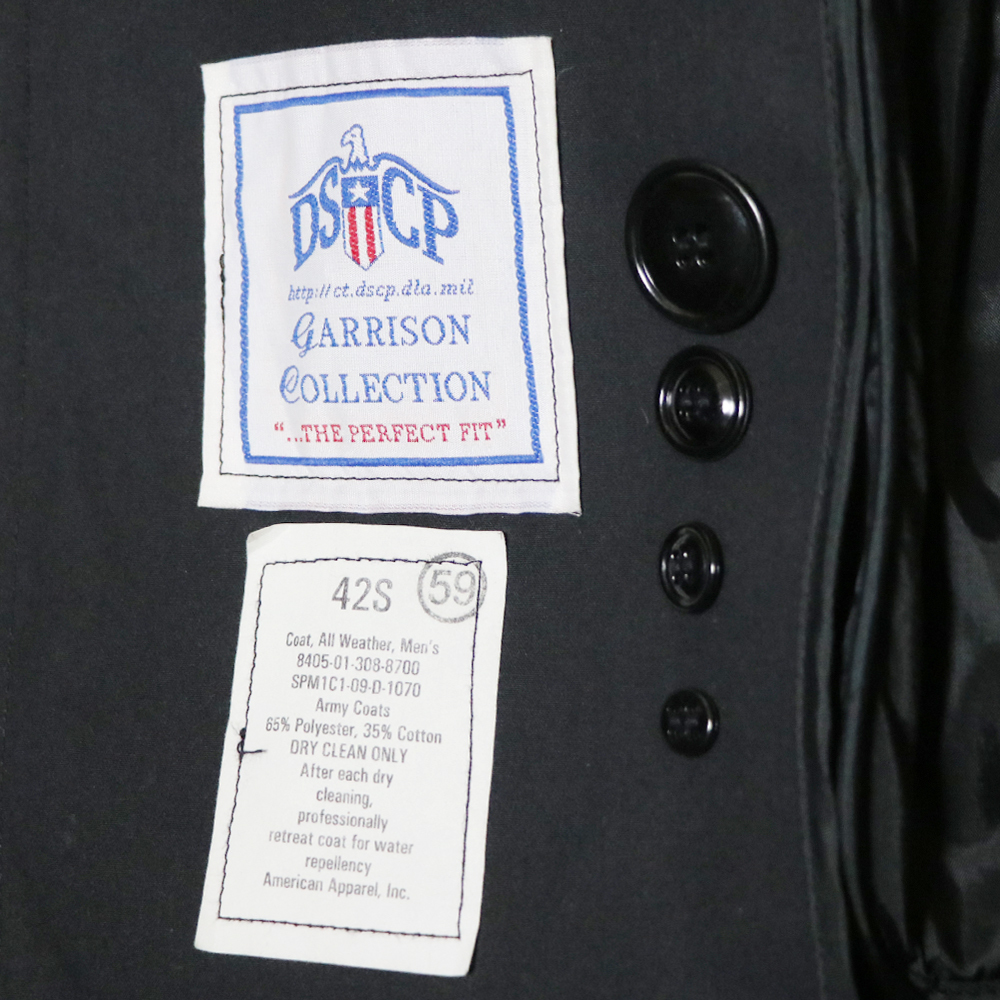 DSCP
http://ct.dscp.dla.mil
GARRISON
COLLECTION
"...THE PERFECT FIT"
42S 59
Coat, All Weather, Men's
8405-01-308-8700
SPM1C1-09-D-1070
Army Coats
65% Polyester, 35% Cotton
DRY CLEAN ONLY
After each dry
cleaning,
professionally
retreat coat for water
repellency
American Apparel, Inc.